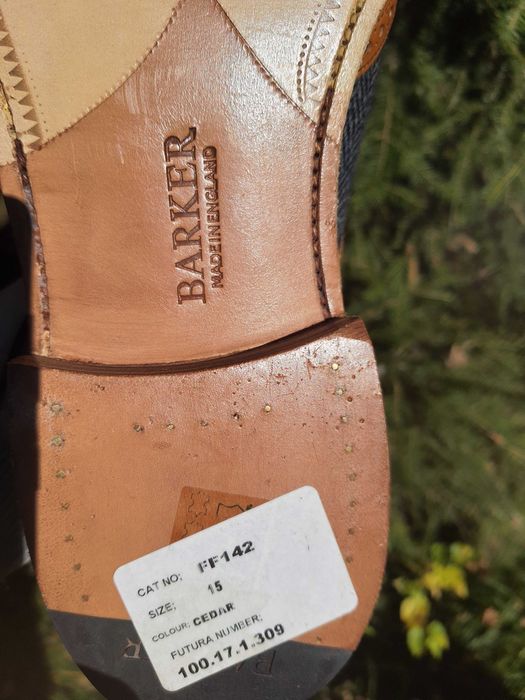 BARKER
MADE IN ENGLAND
CAT NO: FF142
SIZE: 15
COLOUR: CEDAR
FUTURA NUMBER:
100.17.1.309